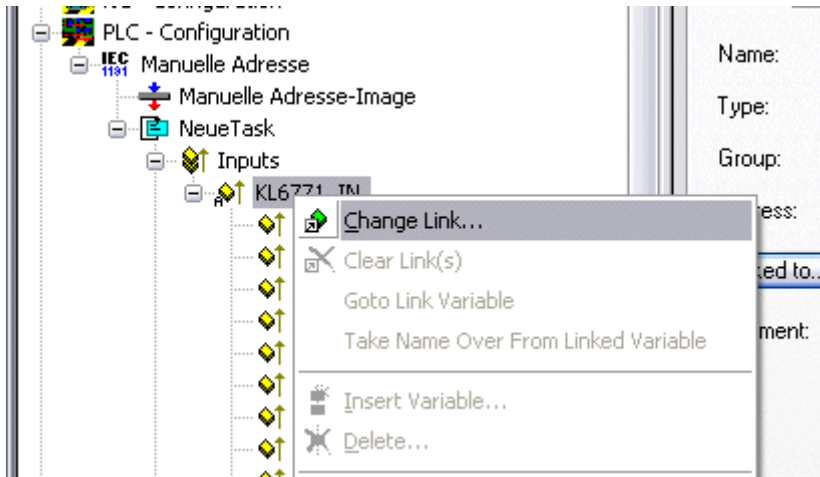 PLC - Configuration
IEC 1131 Manuelle Adresse
Manuelle Adresse-Image
NeueTask
Inputs
KL6771_IN
Change Link...
Clear Link(s)
Goto Link Variable
Take Name Over From Linked Variable
Insert Variable...
Delete...
Name:
Type:
Group:
ess:
ked to..
ment: